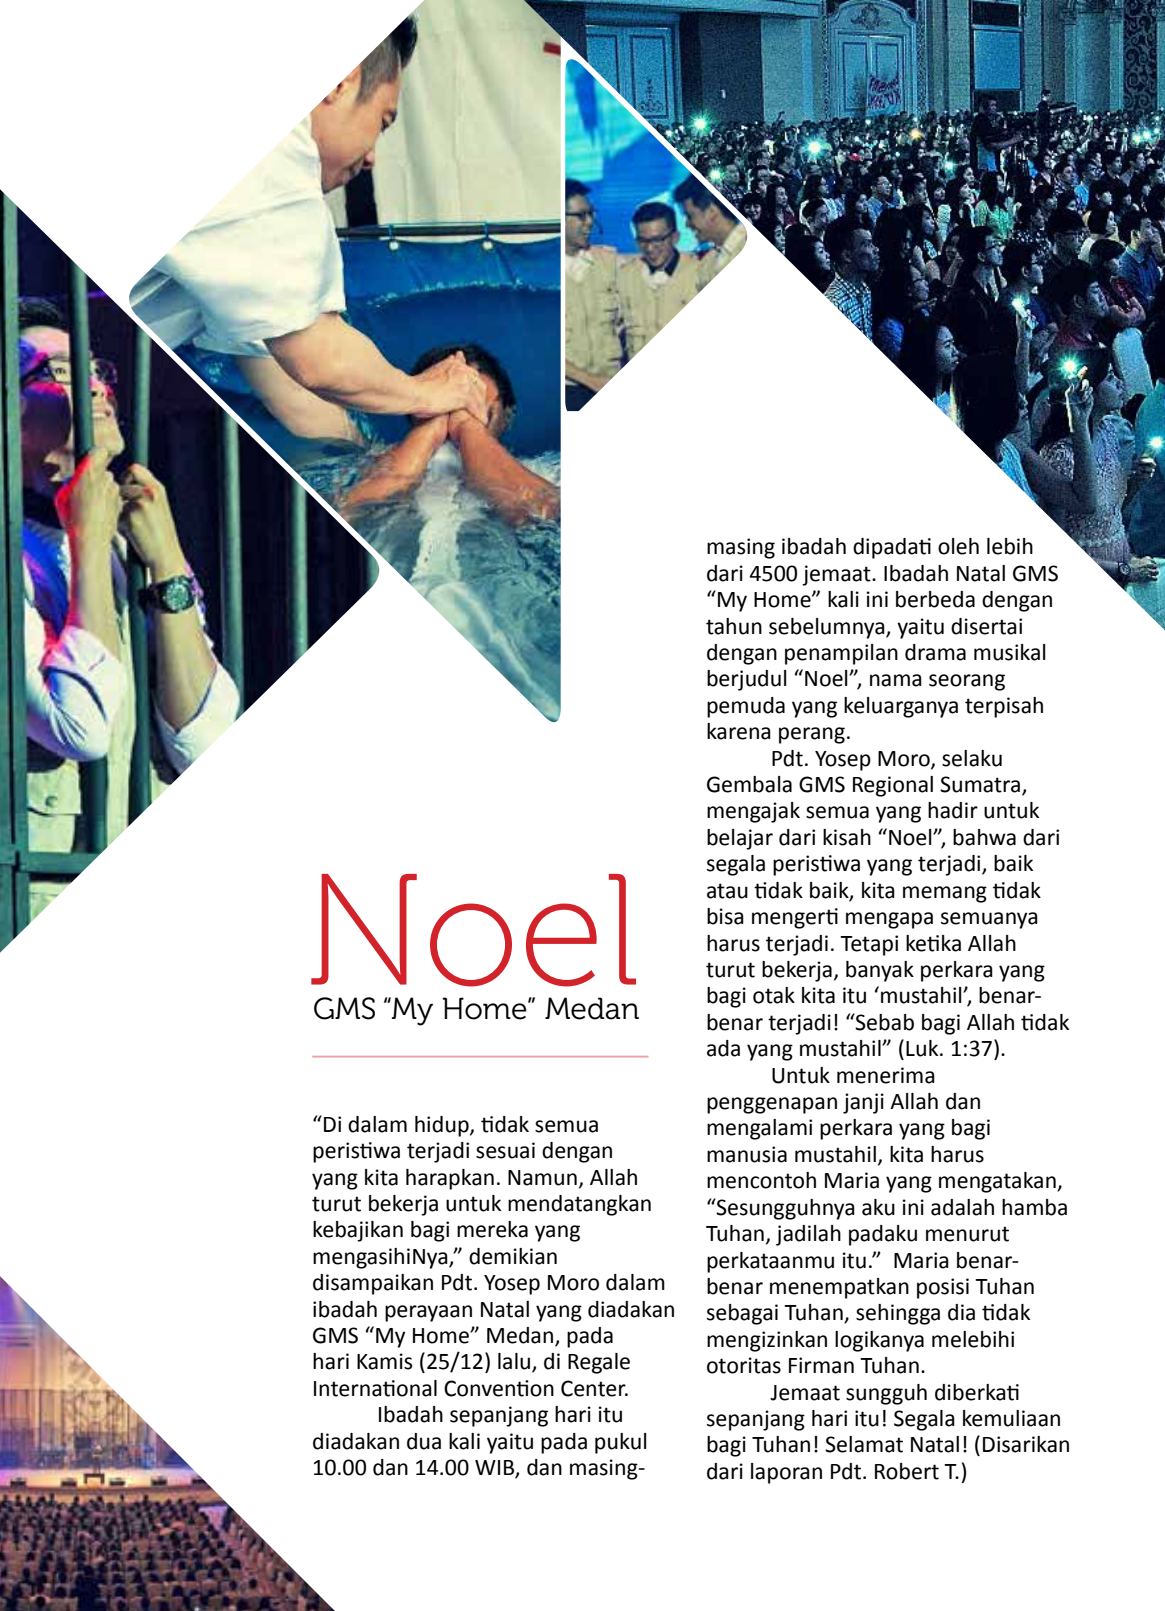 Noel
GMS “My Home” Medan
“Di dalam hidup, tidak semua
peristiwa terjadi sesuai dengan
yang kita harapkan. Namun, Allah
turut bekerja untuk mendatangkan
kebajikan bagi mereka yang
mengasihiNya,” demikian
disampaikan Pdt. Yosep Moro dalam
ibadah perayaan Natal yang diadakan
GMS “My Home” Medan, pada
hari Kamis (25/12) lalu, di Regale
International Convention Center.
Ibadah sepanjang hari itu
diadakan dua kali yaitu pada pukul
10.00 dan 14.00 WIB, dan masing-
masing ibadah dipadati oleh lebih
dari 4500 jemaat. Ibadah Natal GMS
“My Home” kali ini berbeda dengan
tahun sebelumnya, yaitu disertai
dengan penampilan drama musikal
berjudul “Noel”, nama seorang
pemuda yang keluarganya terpisah
karena perang.
Pdt. Yosep Moro, selaku
Gembala GMS Regional Sumatra,
mengajak semua yang hadir untuk
belajar dari kisah “Noel”, bahwa dari
segala peristiwa yang terjadi, baik
atau tidak baik, kita memang tidak
bisa mengerti mengapa semuanya
harus terjadi. Tetapi ketika Allah
turut bekerja, banyak perkara yang
bagi otak kita itu ‘mustahil’, benar-
benar terjadi! “Sebab bagi Allah tidak
ada yang mustahil” (Luk. 1:37).
Untuk menerima
penggenapan janji Allah dan
mengalami perkara yang bagi
manusia mustahil, kita harus
mencontoh Maria yang mengatakan,
“Sesungguhnya aku ini adalah hamba
Tuhan, jadilah padaku menurut
perkataanmu itu.” Maria benar-
benar menempatkan posisi Tuhan
sebagai Tuhan, sehingga dia tidak
mengizinkan logikanya melebihi
otoritas Firman Tuhan.
Jemaat sungguh diberkati
sepanjang hari itu! Segala kemuliaan
bagi Tuhan! Selamat Natal! (Disarikan
dari laporan Pdt. Robert T.)